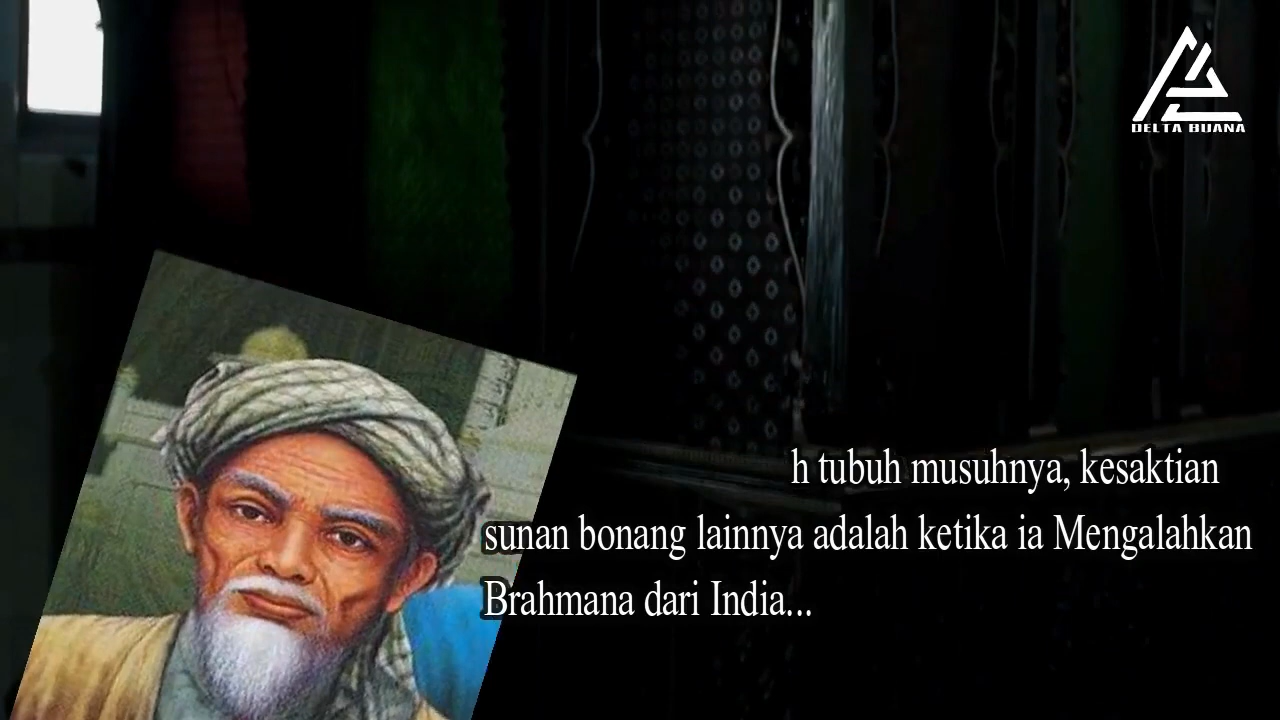 DELTA BUANA
h tubuh musuhnya, kesaktian
sunan bonang lainnya adalah ketika ia Mengalahkan
Brahmana dari India...